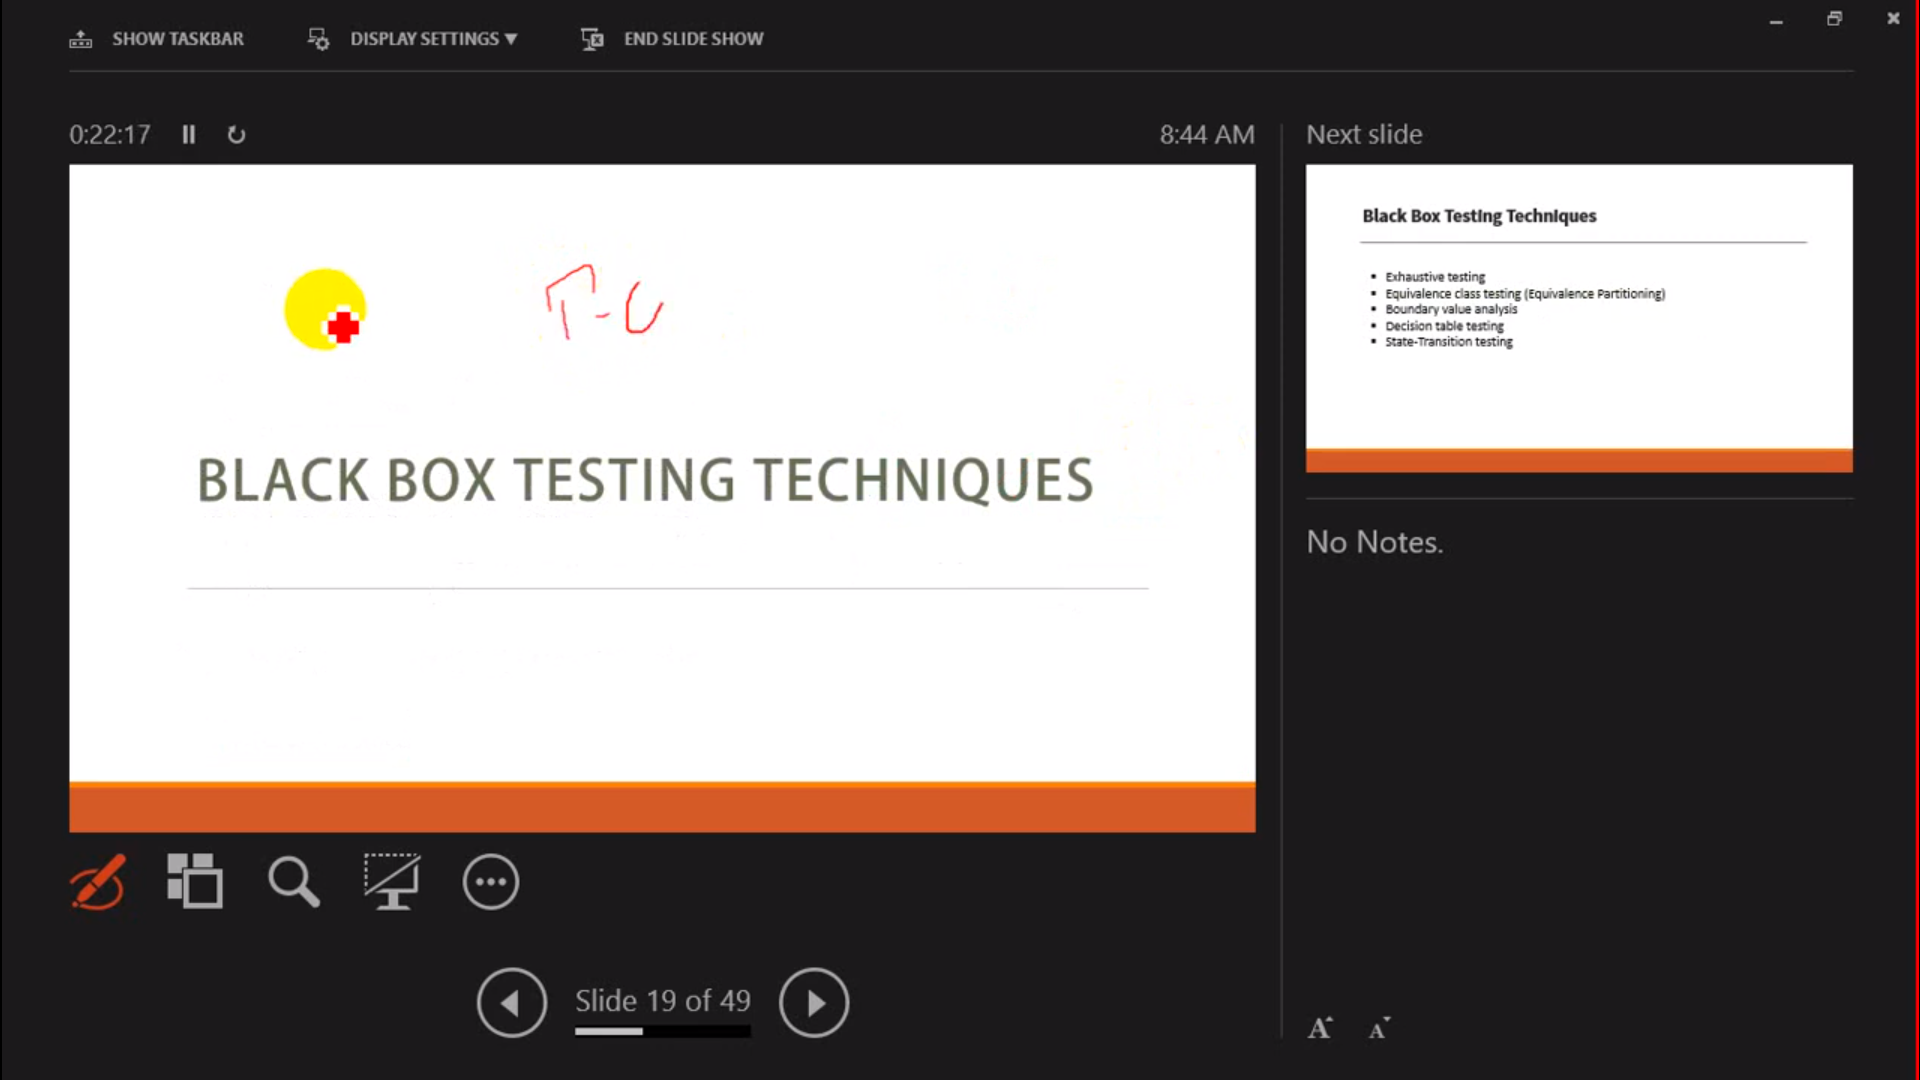 SHOW TASKBAR
DISPLAY SETTINGS ▼
END SLIDE SHOW
0:22:17
8:44 AM
T-C
BLACK BOX TESTING TECHNIQUES
Slide 19 of 49
Next slide
Black Box Testing Techniques
▪ Exhaustive testing
▪ Equivalence class testing (Equivalence Partitioning)
▪ Boundary value analysis
▪ Decision table testing
▪ State-Transition testing
No Notes.
A A